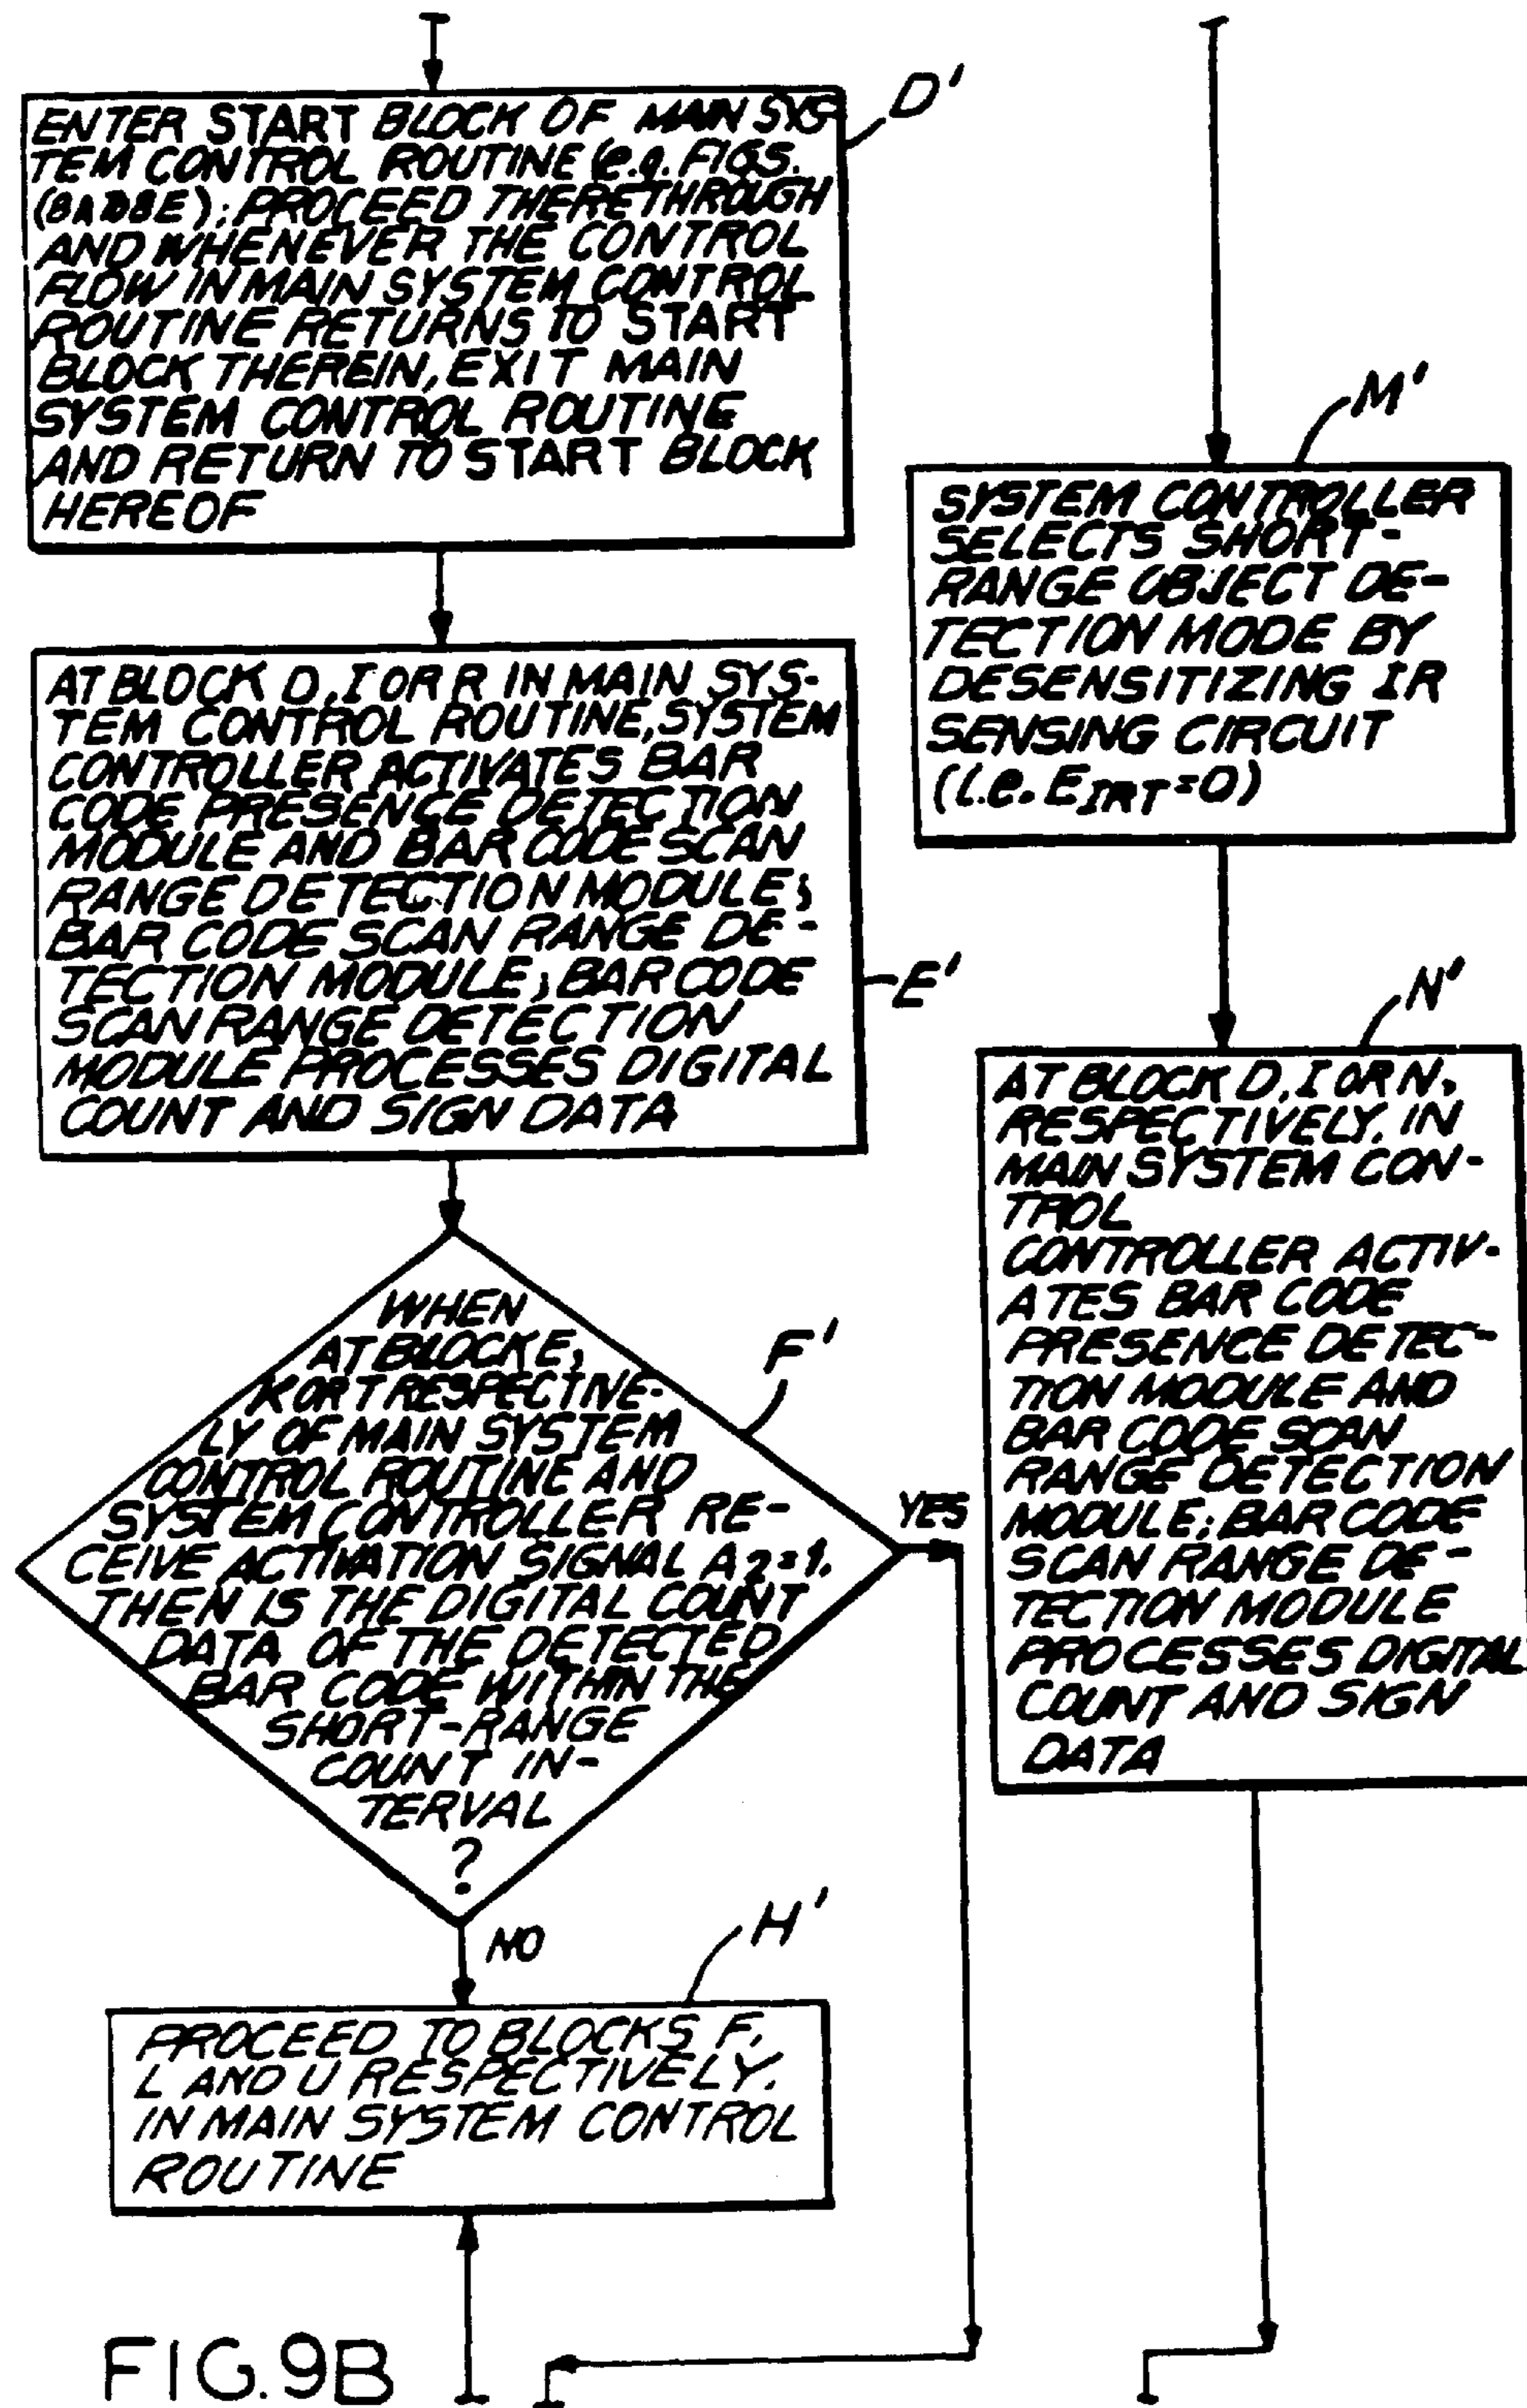 D'
ENTER START BLOCK OF MAIN SYS-
TEM CONTROL ROUTINE (e.g. FIGS.
(8A TO 8E); PROCEED THERETHROUGH
AND WHENEVER THE CONTROL
FLOW IN MAIN SYSTEM CONTROL
ROUTINE RETURNS TO START
BLOCK THEREIN, EXIT MAIN
SYSTEM CONTROL ROUTINE
AND RETURN TO START BLOCK
HEREOF
AT BLOCK D, I OR R IN MAIN SYS-
TEM CONTROL ROUTINE, SYSTEM
CONTROLLER ACTIVATES BAR
CODE PRESENCE DETECTION
MODULE AND BAR CODE SCAN
RANGE DETECTION MODULE;
BAR CODE SCAN RANGE DE-
TECTION MODULE; BAR CODE
SCAN RANGE DETECTION
MODULE PROCESSES DIGITAL
COUNT AND SIGN DATA
E'
WHEN
AT BLOCK E,
K OR T RESPECTIVE-
LY OF MAIN SYSTEM
CONTROL ROUTINE AND
SYSTEM CONTROLLER RE-
CEIVE ACTIVATION SIGNAL A2=1,
THEN IS THE DIGITAL COUNT
DATA OF THE DETECTED
BAR CODE WITHIN THE
SHORT-RANGE
COUNT IN-
TERVAL
?
F'
YES
NO
H'
PROCEED TO BLOCKS F,
L AND U RESPECTIVELY,
IN MAIN SYSTEM CONTROL
ROUTINE
M'
SYSTEM CONTROLLER
SELECTS SHORT-
RANGE OBJECT DE-
TECTION MODE BY
DESENSITIZING IR
SENSING CIRCUIT
(i.e. EIRT=0)
N'
AT BLOCK D, I OR N,
RESPECTIVELY, IN
MAIN SYSTEM CON-
TROL
CONTROLLER ACTIV-
ATES BAR CODE
PRESENCE DETEC-
TION MODULE AND
BAR CODE SCAN
RANGE DETECTION
MODULE; BAR CODE
SCAN RANGE DE-
TECTION MODULE
PROCESSES DIGITAL
COUNT AND SIGN
DATA
FIG. 9B